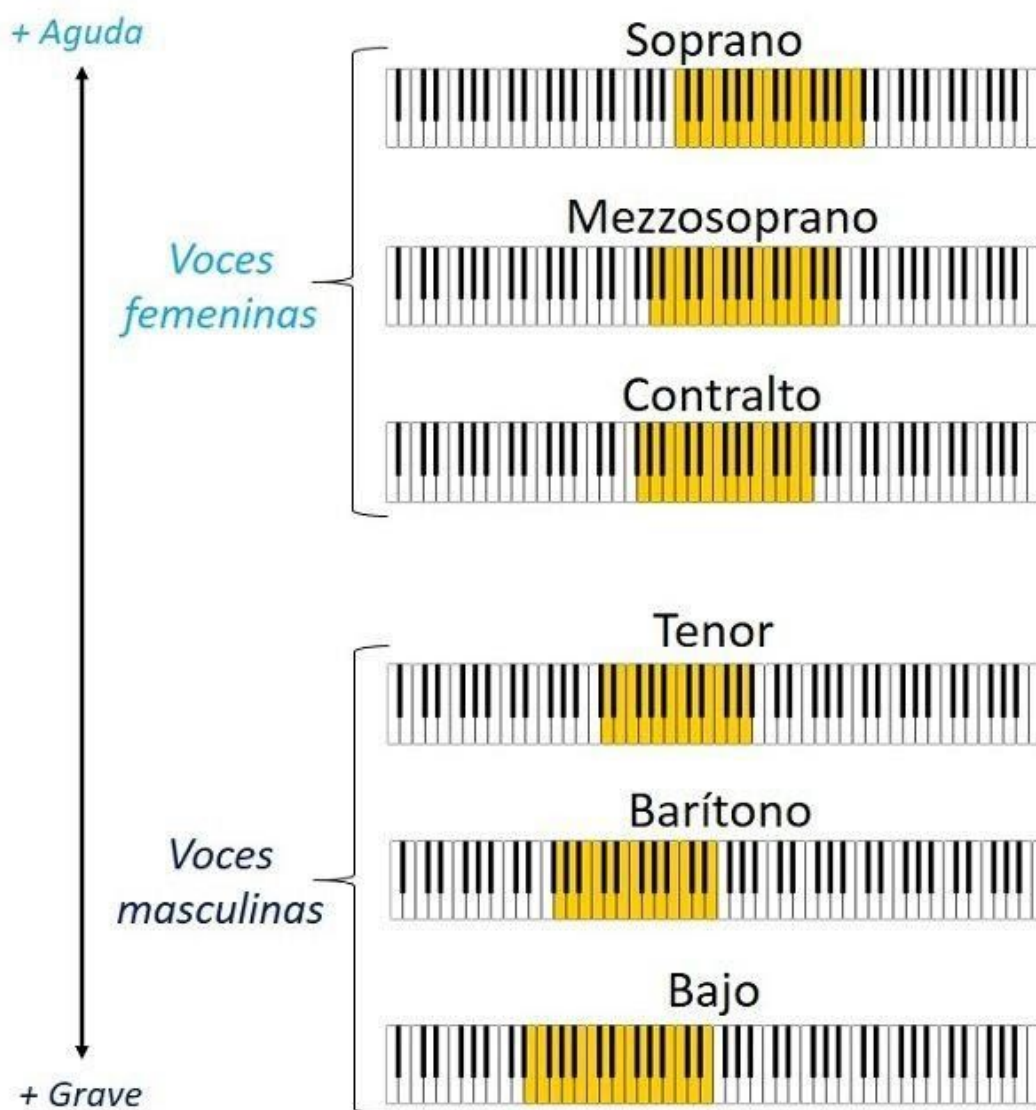 + Aguda
Soprano
Mezzosoprano
Voces
femeninas
Contralto
Tenor
Barítono
Voces
masculinas
Bajo
+ Grave